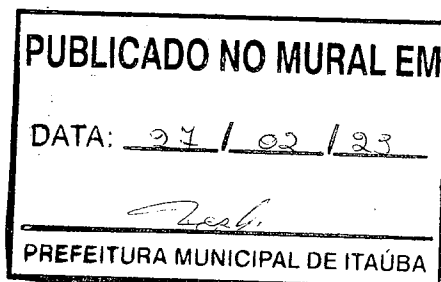 PUBLICADO NO MURAL EM
DATA: 27 / 02 / 23
PREFEITURA MUNICIPAL DE ITAÚBA